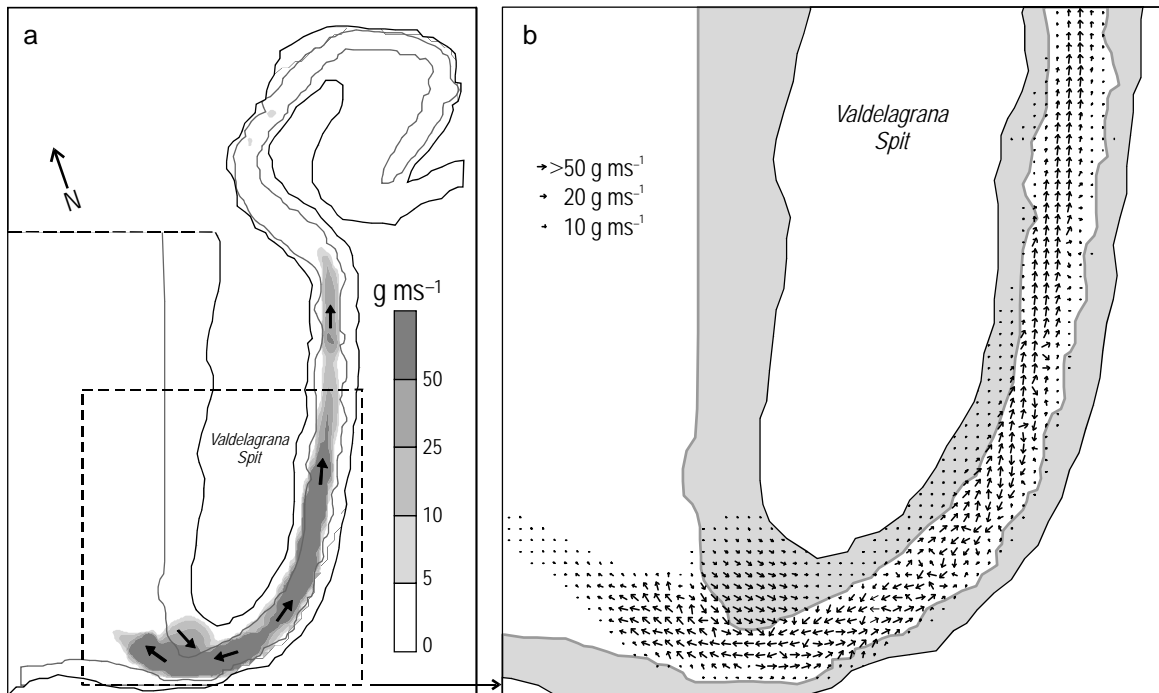 a
N
g ms⁻¹
50
25
10
5
0
Valdelagrana
Spit
b
Valdelagrana
Spit
>50 g ms⁻¹
20 g ms⁻¹
10 g ms⁻¹